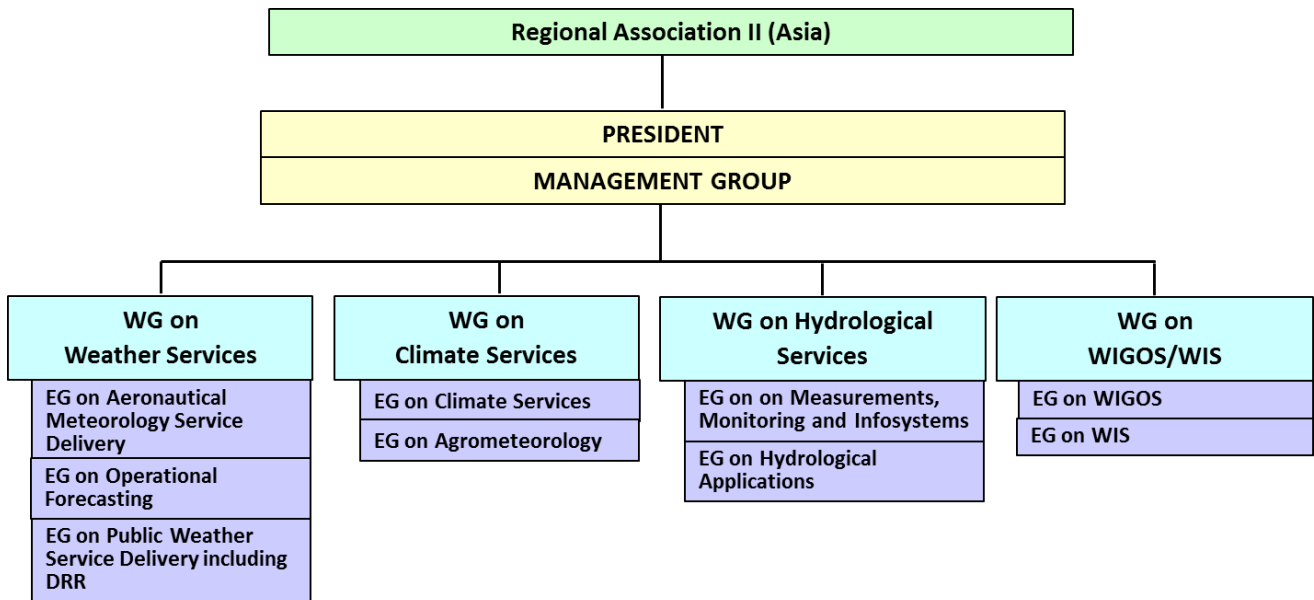 Regional Association II (Asia)
PRESIDENT
MANAGEMENT GROUP
WG on
Weather Services
EG on Aeronautical
Meteorology Service
Delivery
EG on Operational
Forecasting
EG on Public Weather
Service Delivery including
DRR
WG on
Climate Services
EG on Climate Services
EG on Agrometeorology
WG on Hydrological
Services
EG on on Measurements,
Monitoring and Infosystems
EG on Hydrological
Applications
WG on
WIGOS/WIS
EG on WIGOS
EG on WIS